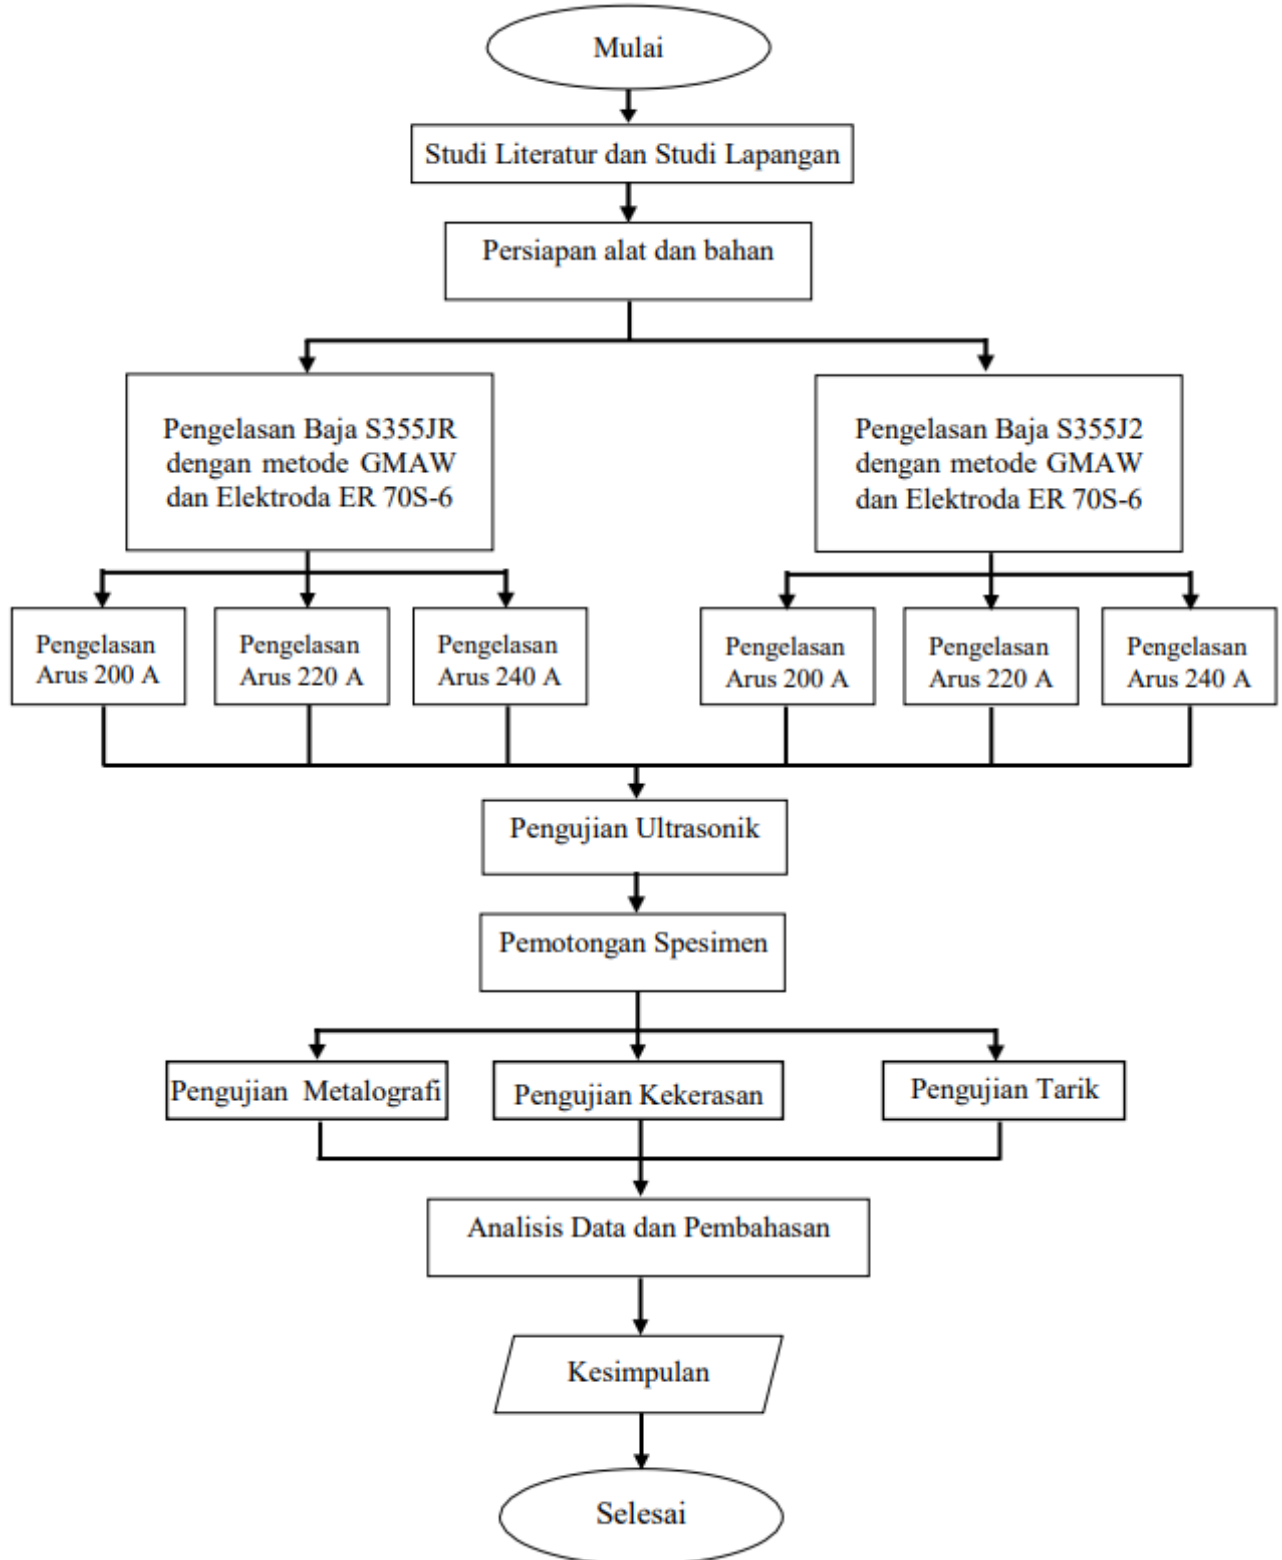 Mulai
Studi Literatur dan Studi Lapangan
Persiapan alat dan bahan
Pengelasan Baja S355JR
dengan metode GMAW
dan Elektroda ER 70S-6
Pengelasan Baja S355J2
dengan metode GMAW
dan Elektroda ER 70S-6
Pengelasan
Arus 200 A
Pengelasan
Arus 220 A
Pengelasan
Arus 240 A
Pengelasan
Arus 200 A
Pengelasan
Arus 220 A
Pengelasan
Arus 240 A
Pengujian Ultrasonik
Pemotongan Spesimen
Pengujian Metalografi
Pengujian Kekerasan
Pengujian Tarik
Analisis Data dan Pembahasan
Kesimpulan
Selesai